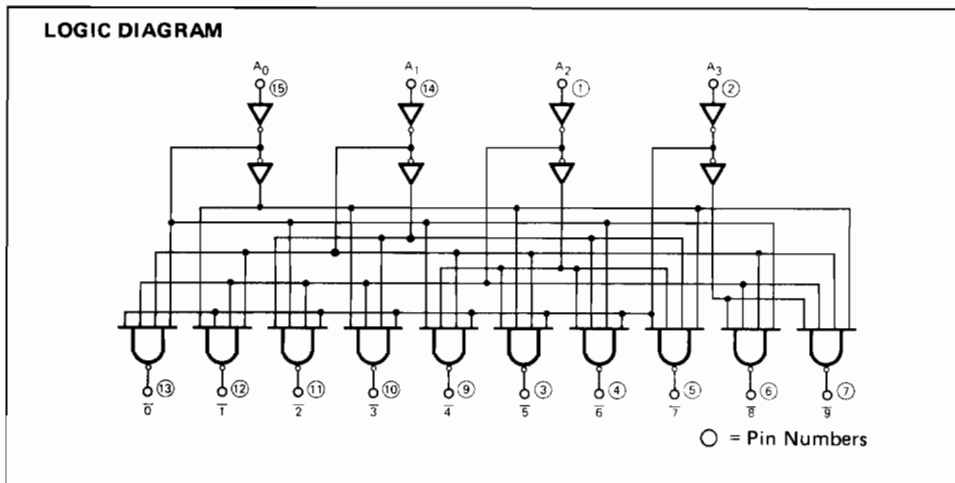 LOGIC DIAGRAM
A0 A1 A2 A3
15 14 1 2
13 12 11 10 9 3 4 5 6 7
0̅ 1̅ 2̅ 3̅ 4̅ 5̅ 6̅ 7̅ 8̅ 9̅
○ = Pin Numbers